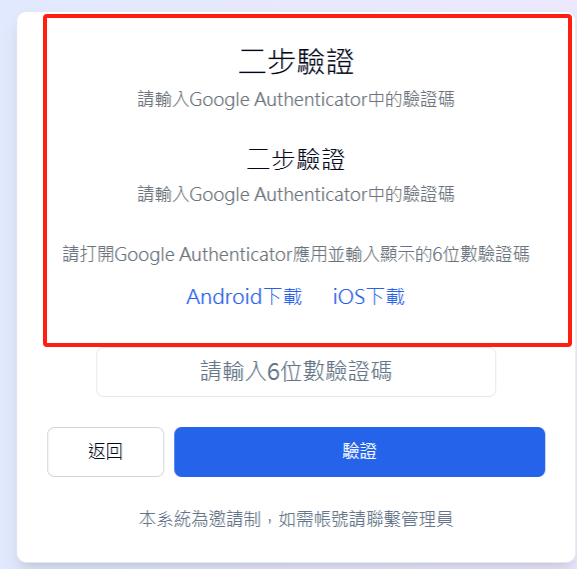 二步驗證
請輸入Google Authenticator中的驗證碼
二步驗證
請輸入Google Authenticator中的驗證碼
請打開Google Authenticator應用並輸入顯示的6位數驗證碼
Android下載 iOS下載
請輸入6位數驗證碼
返回 驗證
本系統為邀請制，如需帳號請聯繫管理員